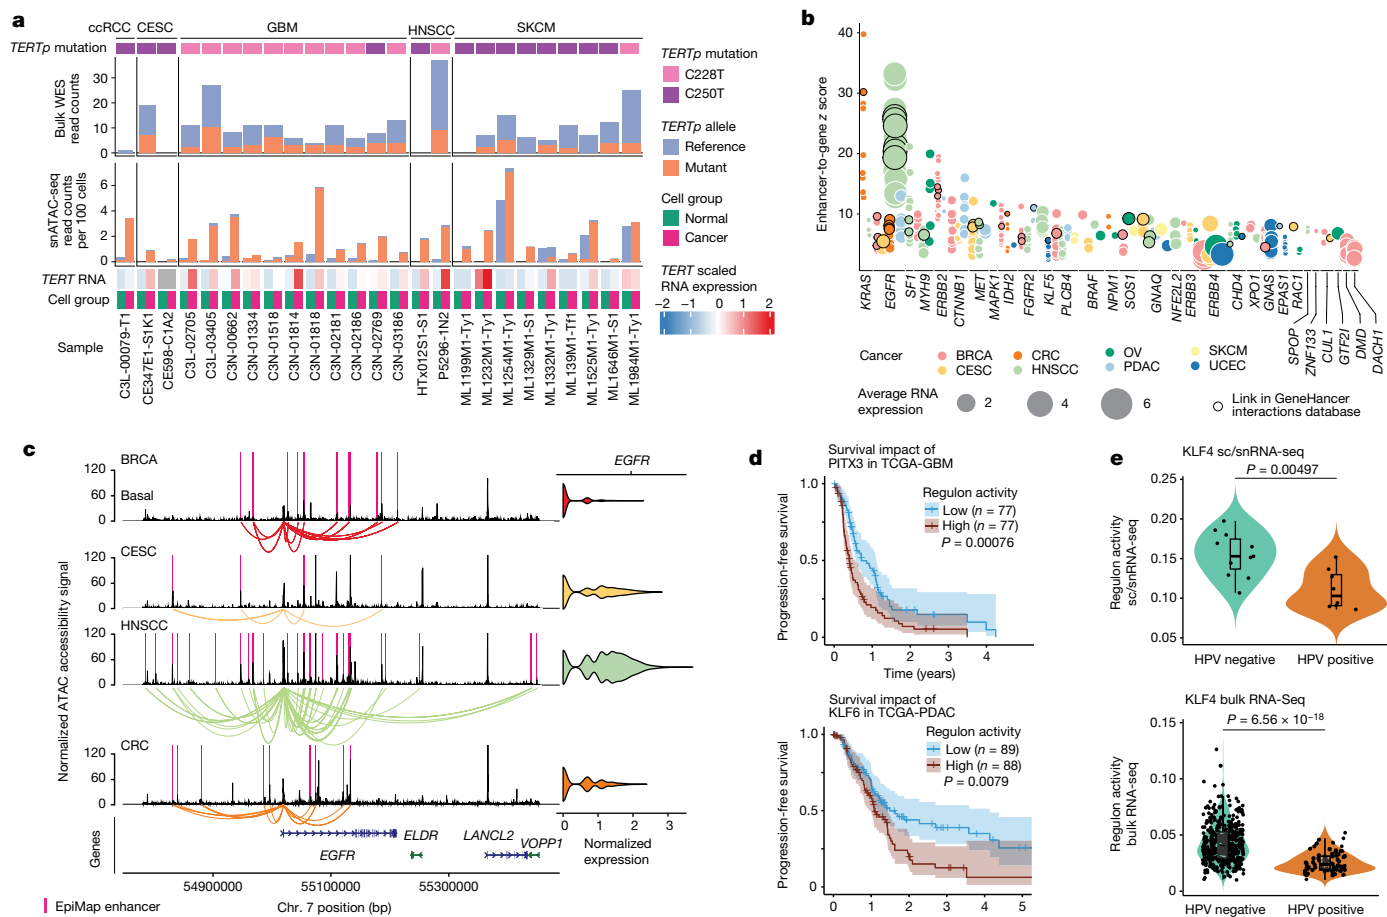 a
ccRCC CESC GBM HNSCC SKCM
TERTp mutation
Bulk WES
read counts
30
20
10
0
snATAC-seq
read counts
per 100 cells
6
4
2
0
TERT RNA
Cell group
Sample
C3L-00079-T1
CE347E1-S1K1
CE598-C1A2
C3L-02705
C3L-03405
C3N-00662
C3N-01334
C3N-01518
C3N-01814
C3N-01818
C3N-02181
C3N-02186
C3N-02769
C3N-03186
HTx012S1-S1
P5296-1N2
ML1199M1-Ty1
ML1232M1-Ty1
ML1254M1-Ty1
ML1329M1-S1
ML1332M1-Ty1
ML139M1-Tf1
ML1525M1-Ty1
ML1646M1-S1
ML1984M1-Ty1
TERTp mutation
C228T
C250T
TERTp allele
Reference
Mutant
Cell group
Normal
Cancer
TERT scaled
RNA expression
−2 −1 0 1 2
b
Enhancer-to-gene z score
40
30
20
10
KRAS
EGFR
SF1
MYH9
ERBB2
CTNNB1
MET
MAPK1
IDH2
FGFR2
KLF5
PLCB4
BRAF
NPM1
SOS1
GNAQ
NFE2L2
ERBB3
ERBB4
CHD4
XPO1
GNAS
EPAS1
RAC1
SPOP
ZNF133
CUL1
GTF2I
DMD
DACH1
Cancer
BRCA CRC OV SKCM
CESC HNSCC PDAC UCEC
Average RNA
expression
2 4 6
Link in GeneHancer
interactions database
c
Normalized ATAC accessibility signal
BRCA
120
Basal
60
0
CESC
120
60
0
HNSCC
120
60
0
CRC
120
60
0
EGFR
0 1 2 3
Normalized
expression
Genes
EGFR
ELDR
LANCL2
VOPP1
54900000 55100000 55300000
EpiMap enhancer
Chr. 7 position (bp)
d
Survival impact of
PITX3 in TCGA-GBM
Progression-free survival
1.0
0.5
0
Regulon activity
Low (n = 77)
High (n = 77)
P = 0.00076
0 1 2 3 4
Time (years)
Survival impact of
KLF6 in TCGA-PDAC
Progression-free survival
1.0
0.5
0
Regulon activity
Low (n = 89)
High (n = 88)
P = 0.0079
0 1 2 3 4 5
e
KLF4 sc/snRNA-seq
P = 0.00497
Regulon activity
sc/snRNA-seq
0.25
0.20
0.15
0.10
0.05
HPV negative HPV positive
KLF4 bulk RNA-Seq
P = 6.56 × 10−18
Regulon activity
bulk RNA-seq
0.15
0.10
0.05
0
HPV negative HPV positive